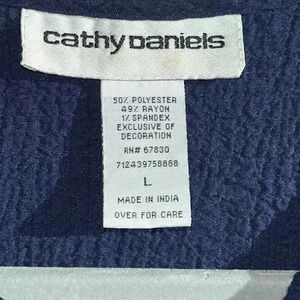 cathy Daniels
50% POLYESTER
49% RAYON
1% SPANDEX
EXCLUSIVE OF
DECORATION
RN# 67830
712439758888
L
MADE IN INDIA
OVER FOR CARE